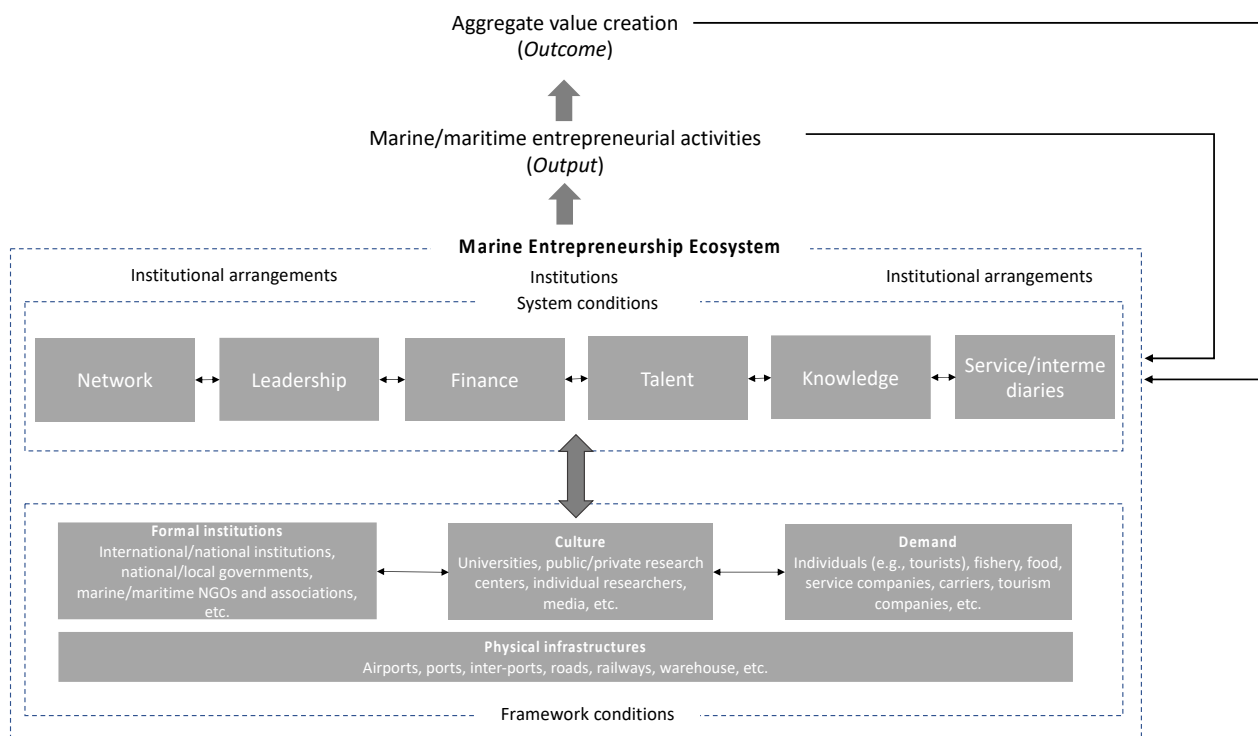 Aggregate value creation
(Outcome)
Marine/maritime entrepreneurial activities
(Output)
Marine Entrepreneurship Ecosystem
Institutional arrangements
Institutions
Institutional arrangements
System conditions
Network
Leadership
Finance
Talent
Knowledge
Service/interme
diaries
Formal institutions
International/national institutions,
national/local governments,
marine/maritime NGOs and associations,
etc.
Culture
Universities, public/private research
centers, individual researchers,
media, etc.
Demand
Individuals (e.g., tourists), fishery, food,
service companies, carriers, tourism
companies, etc.
Physical infrastructures
Airports, ports, inter-ports, roads, railways, warehouse, etc.
Framework conditions